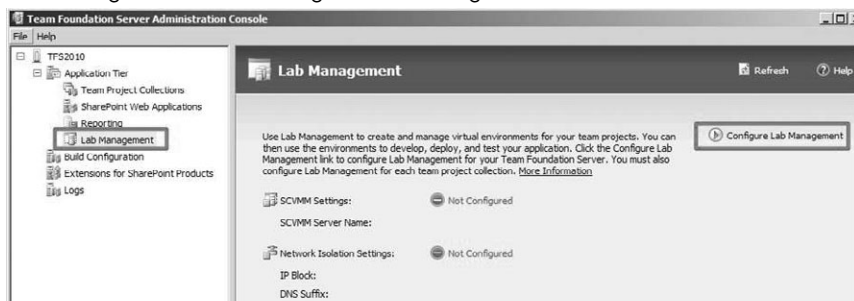 Team Foundation Server Administration Console
File Help
TFS2010
Application Tier
Team Project Collections
SharePoint Web Applications
Reporting
Lab Management
Build Configuration
Extensions for SharePoint Products
Logs
Lab Management
Refresh
Help
Use Lab Management to create and manage virtual environments for your team projects. You can
then use the environments to develop, deploy, and test your application. Click the Configure Lab
Management link to configure Lab Management for your Team Foundation Server. You must also
configure Lab Management for each team project collection. More Information
Configure Lab Management
SCVMM Settings: Not Configured
SCVMM Server Name:
Network Isolation Settings: Not Configured
IP Block:
DNS Suffix: